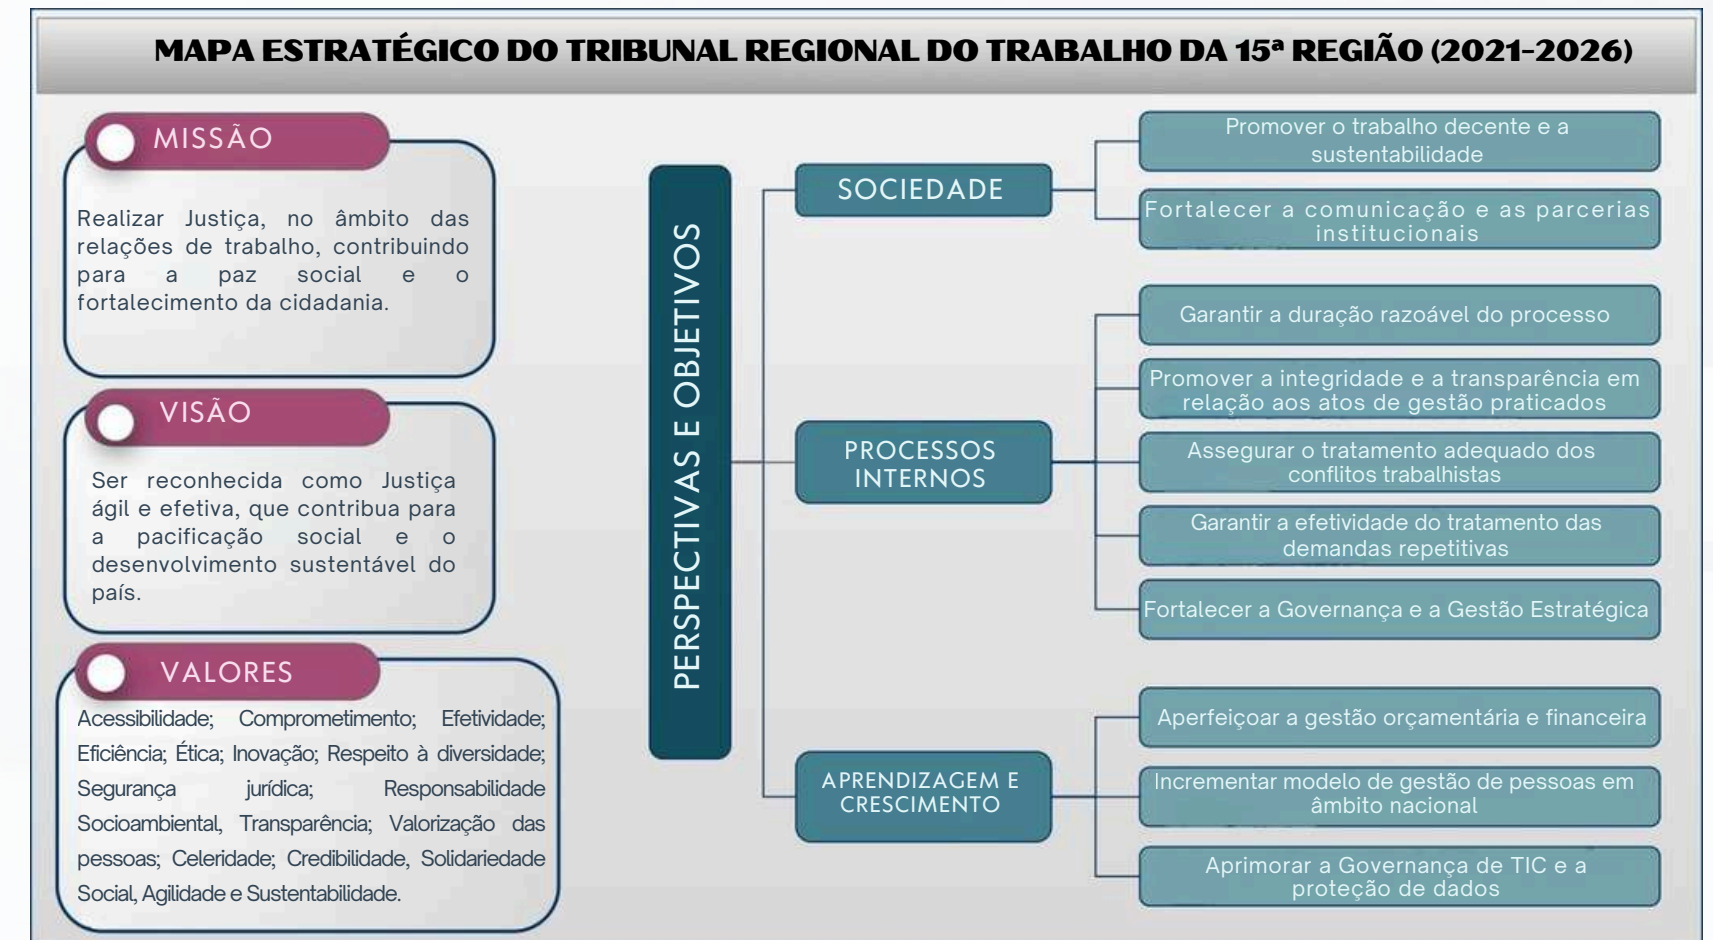 MAPA ESTRATÉGICO DO TRIBUNAL REGIONAL DO TRABALHO DA 15ª REGIÃO (2021-2026)
MISSÃO
Realizar Justiça, no âmbito das
relações de trabalho, contribuindo
para a paz social e o
fortalecimento da cidadania.
VISÃO
Ser reconhecida como Justiça
ágil e efetiva, que contribua para
a pacificação social e o
desenvolvimento sustentável do
país.
VALORES
Acessibilidade; Comprometimento; Efetividade;
Eficiência; Ética; Inovação; Respeito à diversidade;
Segurança jurídica; Responsabilidade
Socioambiental, Transparência; Valorização das
pessoas; Celeridade; Credibilidade, Solidariedade
Social, Agilidade e Sustentabilidade.
PERSPECTIVAS E OBJETIVOS
SOCIEDADE
Promover o trabalho decente e a
sustentabilidade
Fortalecer a comunicação e as parcerias
institucionais
PROCESSOS
INTERNOS
Garantir a duração razoável do processo
Promover a integridade e a transparência em
relação aos atos de gestão praticados
Assegurar o tratamento adequado dos
conflitos trabalhistas
Garantir a efetividade do tratamento das
demandas repetitivas
Fortalecer a Governança e a Gestão Estratégica
APRENDIZAGEM E
CRESCIMENTO
Aperfeiçoar a gestão orçamentária e financeira
Incrementar modelo de gestão de pessoas em
âmbito nacional
Aprimorar a Governança de TIC e a
proteção de dados